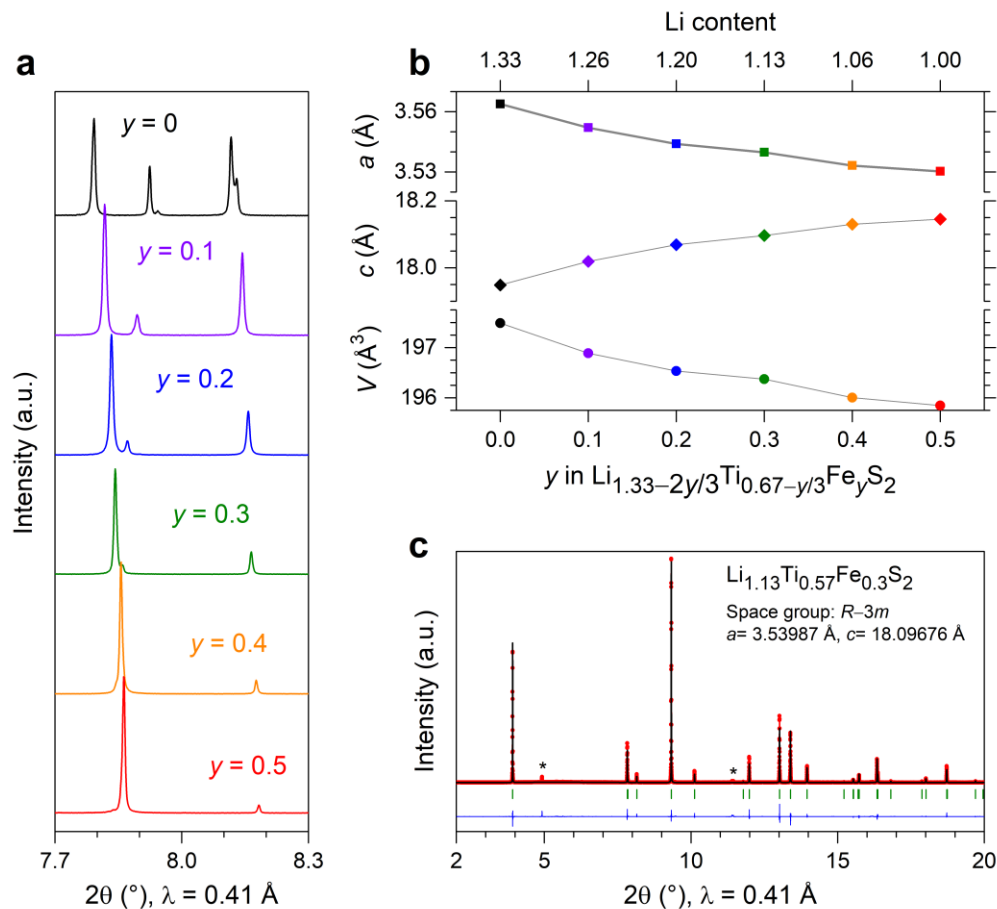 a
y = 0
y = 0.1
y = 0.2
y = 0.3
y = 0.4
y = 0.5
Intensity (a.u.)
7.7 8.0 8.3
2θ (°), λ = 0.41 Å
b
Li content
1.33 1.26 1.20 1.13 1.06 1.00
a (Å)
3.56
3.53
c (Å)
18.2
18.0
V (Å³)
197
196
0.0 0.1 0.2 0.3 0.4 0.5
y in Li₁.₃₃₋₂y/₃Ti₀.₆₇₋y/₃FeyS₂
c
Li₁.₁₃Ti₀.₅₇Fe₀.₃S₂
Space group: R–3m
a= 3.53987 Å, c= 18.09676 Å
* *
Intensity (a.u.)
2 5 10 15 20
2θ (°), λ = 0.41 Å